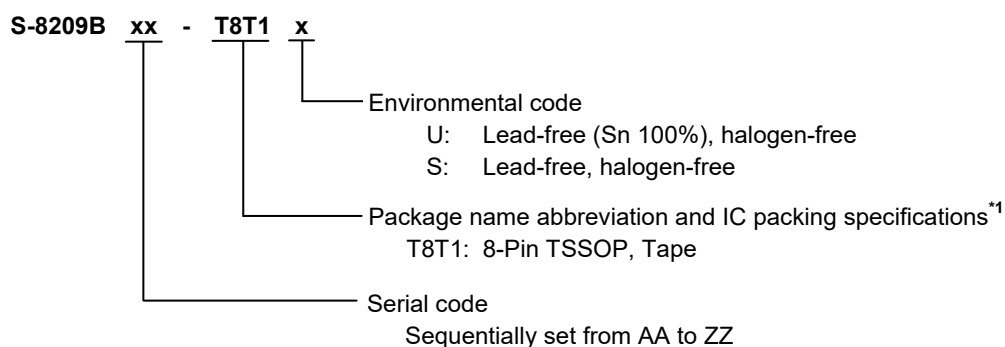 S-8209B xx - T8T1 x
Environmental code
U: Lead-free (Sn 100%), halogen-free
S: Lead-free, halogen-free
Package name abbreviation and IC packing specifications*1
T8T1: 8-Pin TSSOP, Tape
Serial code
Sequentially set from AA to ZZ